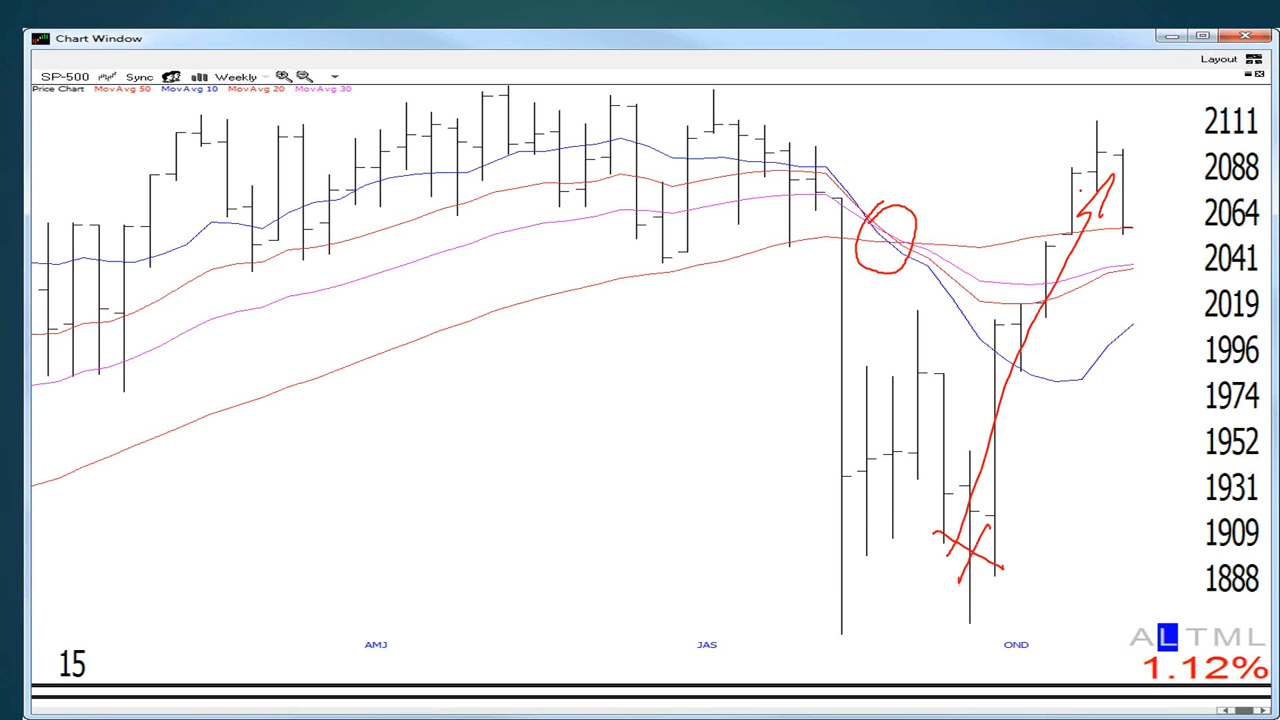 Chart Window
Layout
SP-500 Sync Weekly
Price Chart MovAvg 50 MovAvg 10 MovAvg 20 MovAvg 30
2111
2088
2064
2041
2019
1996
1974
1952
1931
1909
1888
AMJ JAS OND
15
ALTML
1.12%